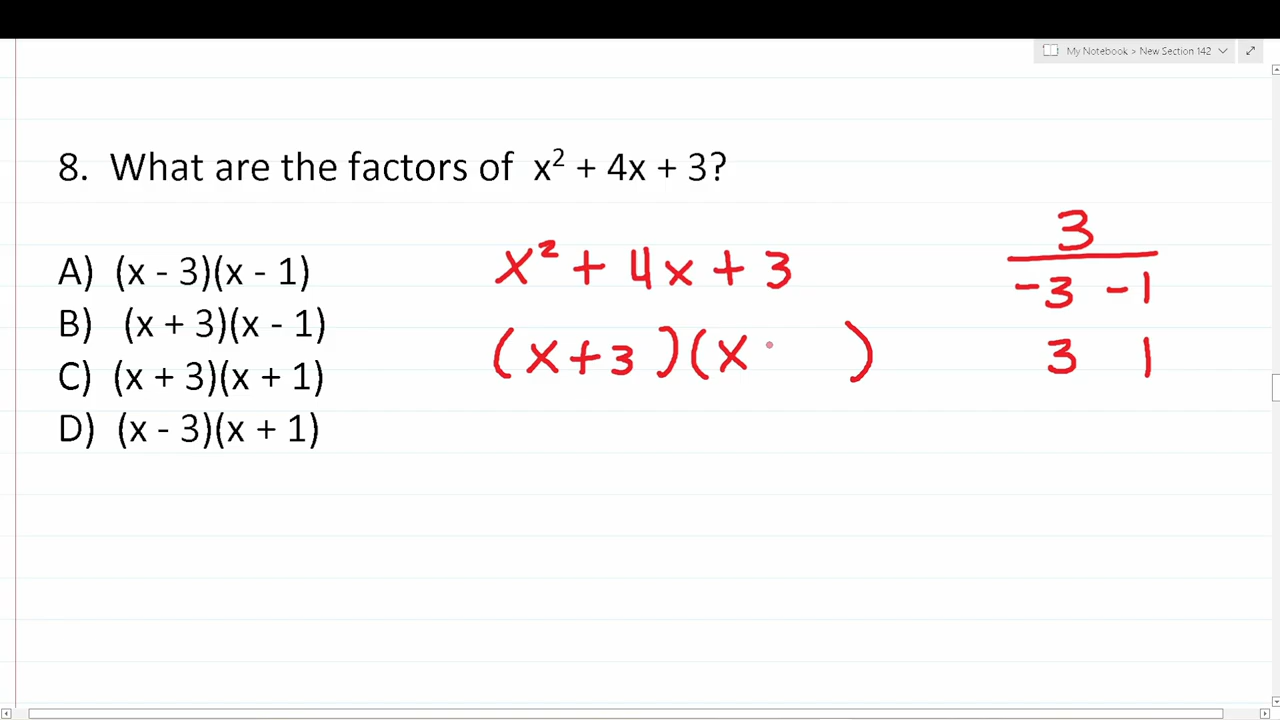 My Notebook > New Section 142
8. What are the factors of x² + 4x + 3?
A) (x - 3)(x - 1)
B) (x + 3)(x - 1)
C) (x + 3)(x + 1)
D) (x - 3)(x + 1)
x² + 4x + 3
(x+3)(x )
3
-3 -1
3 1